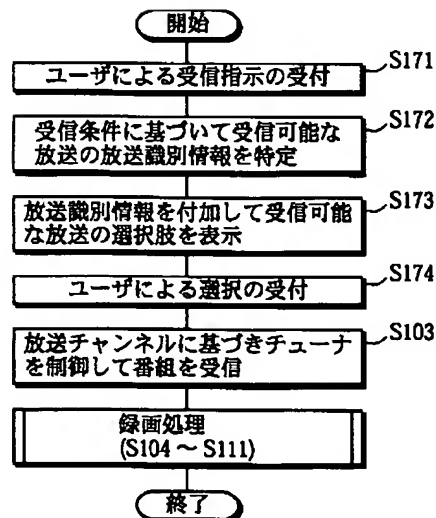 開始
ユーザによる受信指示の受付
S171
受信条件に基づいて受信可能な
放送の放送識別情報を特定
S172
放送識別情報を付加して受信可能
な放送の選択肢を表示
S173
ユーザによる選択の受付
S174
放送チャンネルに基づきチューナ
を制御して番組を受信
S103
録画処理
(S104 ~ S111)
終了